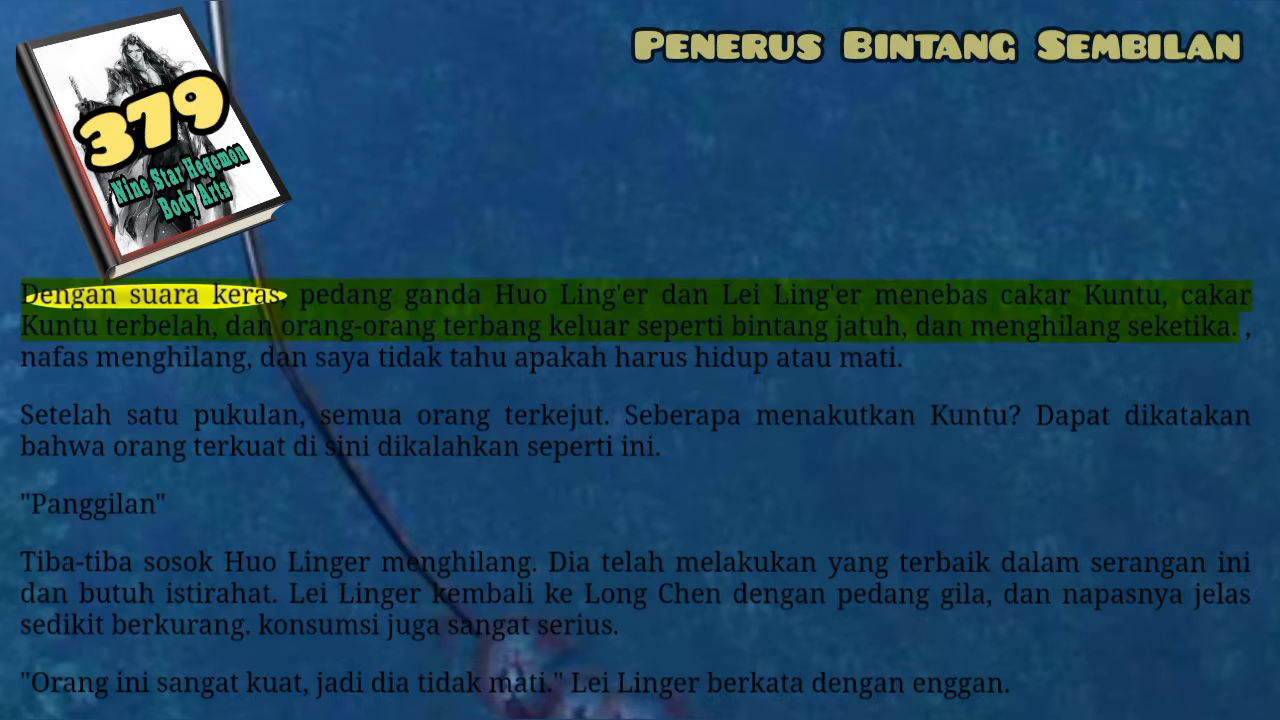 Penerus Bintang Sembilan
379
Nine Star Hegemon
Body Arts
Dengan suara keras, pedang ganda Huo Ling'er dan Lei Ling'er menebas cakar Kuntu, cakar
Kuntu terbelah, dan orang-orang terbang keluar seperti bintang jatuh, dan menghilang seketika. ,
nafas menghilang, dan saya tidak tahu apakah harus hidup atau mati.
Setelah satu pukulan, semua orang terkejut. Seberapa menakutkan Kuntu? Dapat dikatakan
bahwa orang terkuat di sini dikalahkan seperti ini.
"Panggilan"
Tiba-tiba sosok Huo Linger menghilang. Dia telah melakukan yang terbaik dalam serangan ini
dan butuh istirahat. Lei Linger kembali ke Long Chen dengan pedang gila, dan napasnya jelas
sedikit berkurang. konsumsi juga sangat serius.
"Orang ini sangat kuat, jadi dia tidak mati." Lei Linger berkata dengan enggan.